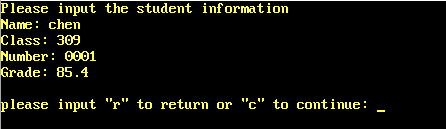 Please input the student information
Name: chen
Class: 309
Number: 0001
Grade: 85.4
please input "r" to return or "c" to continue: _